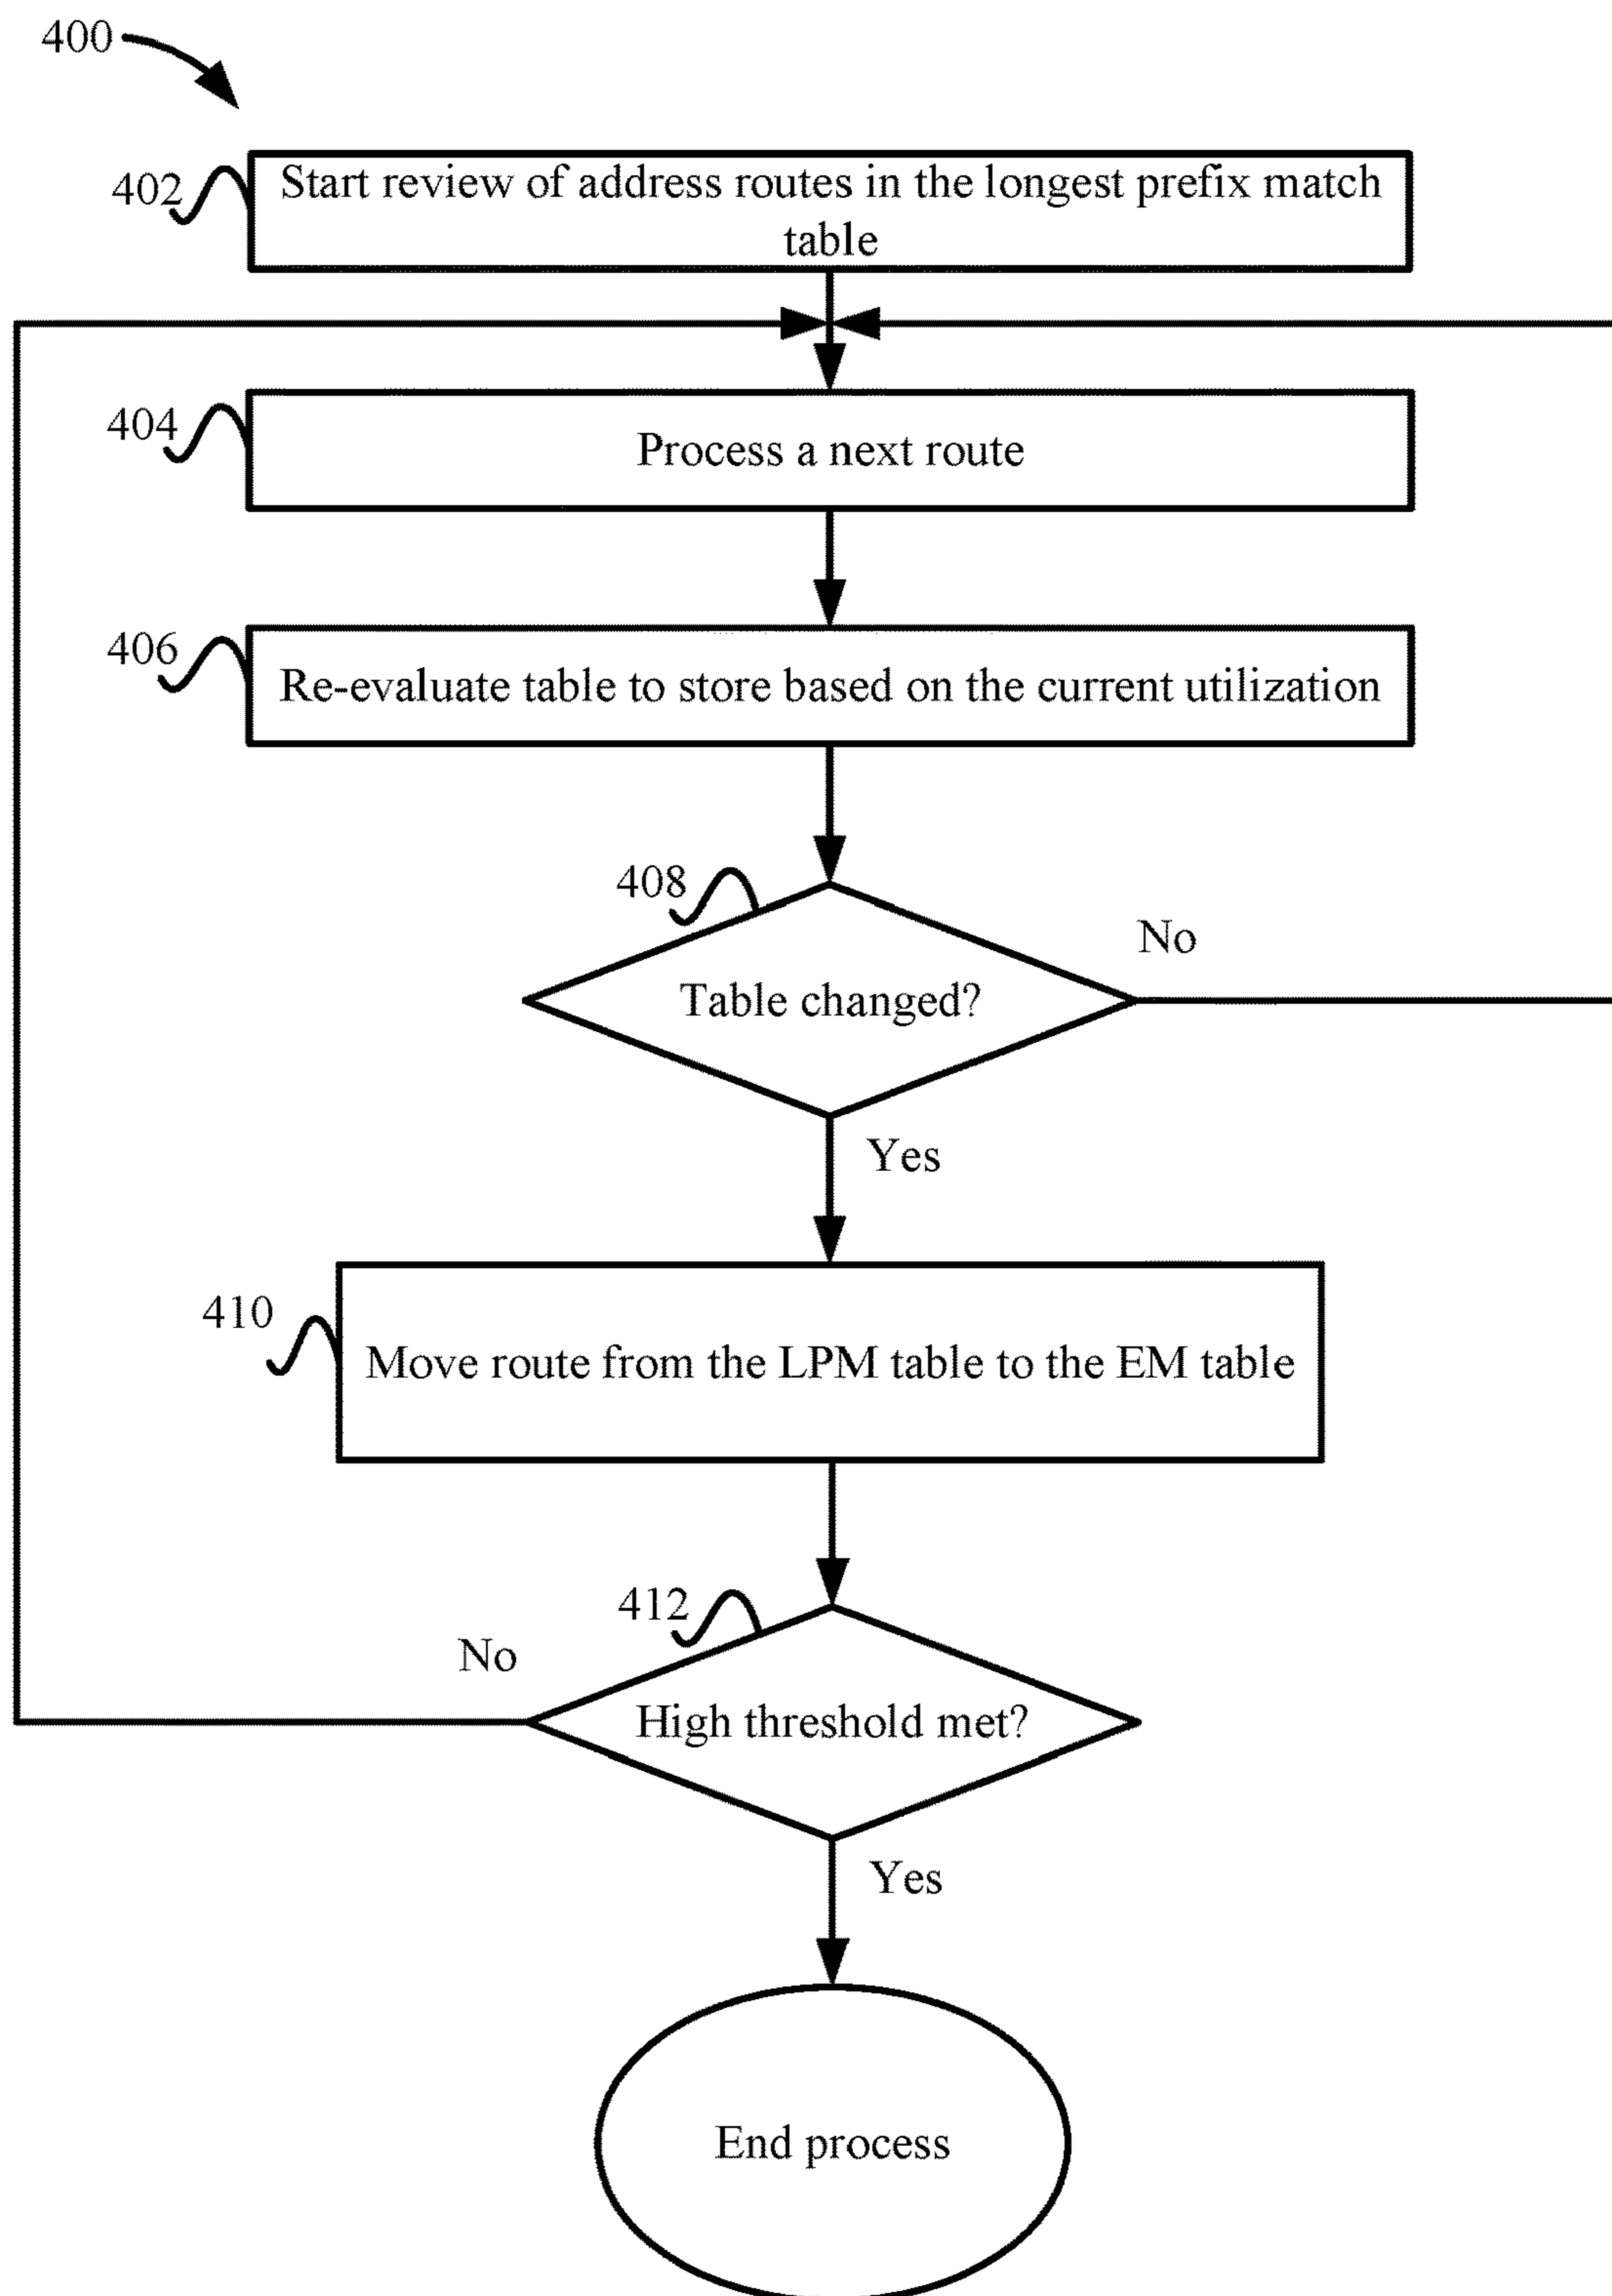 400
402
Start review of address routes in the longest prefix match
table
404
Process a next route
406
Re-evaluate table to store based on the current utilization
408
No
Table changed?
Yes
410
Move route from the LPM table to the EM table
412
No
High threshold met?
Yes
End process